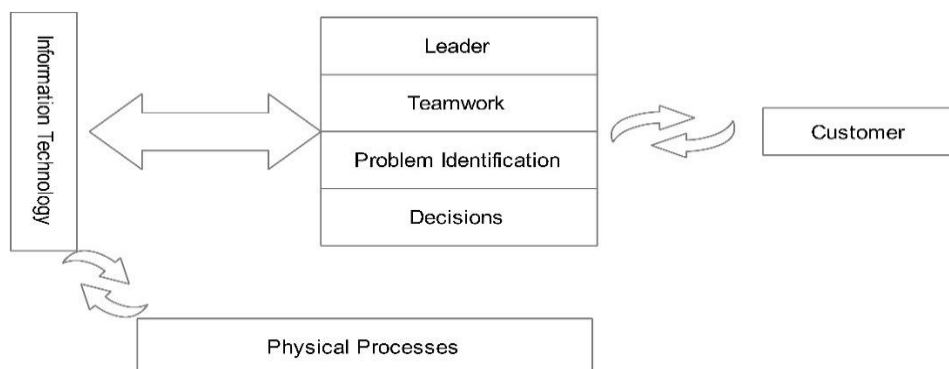 Information Technology
Leader
Teamwork
Problem Identification
Decisions
Customer
Physical Processes